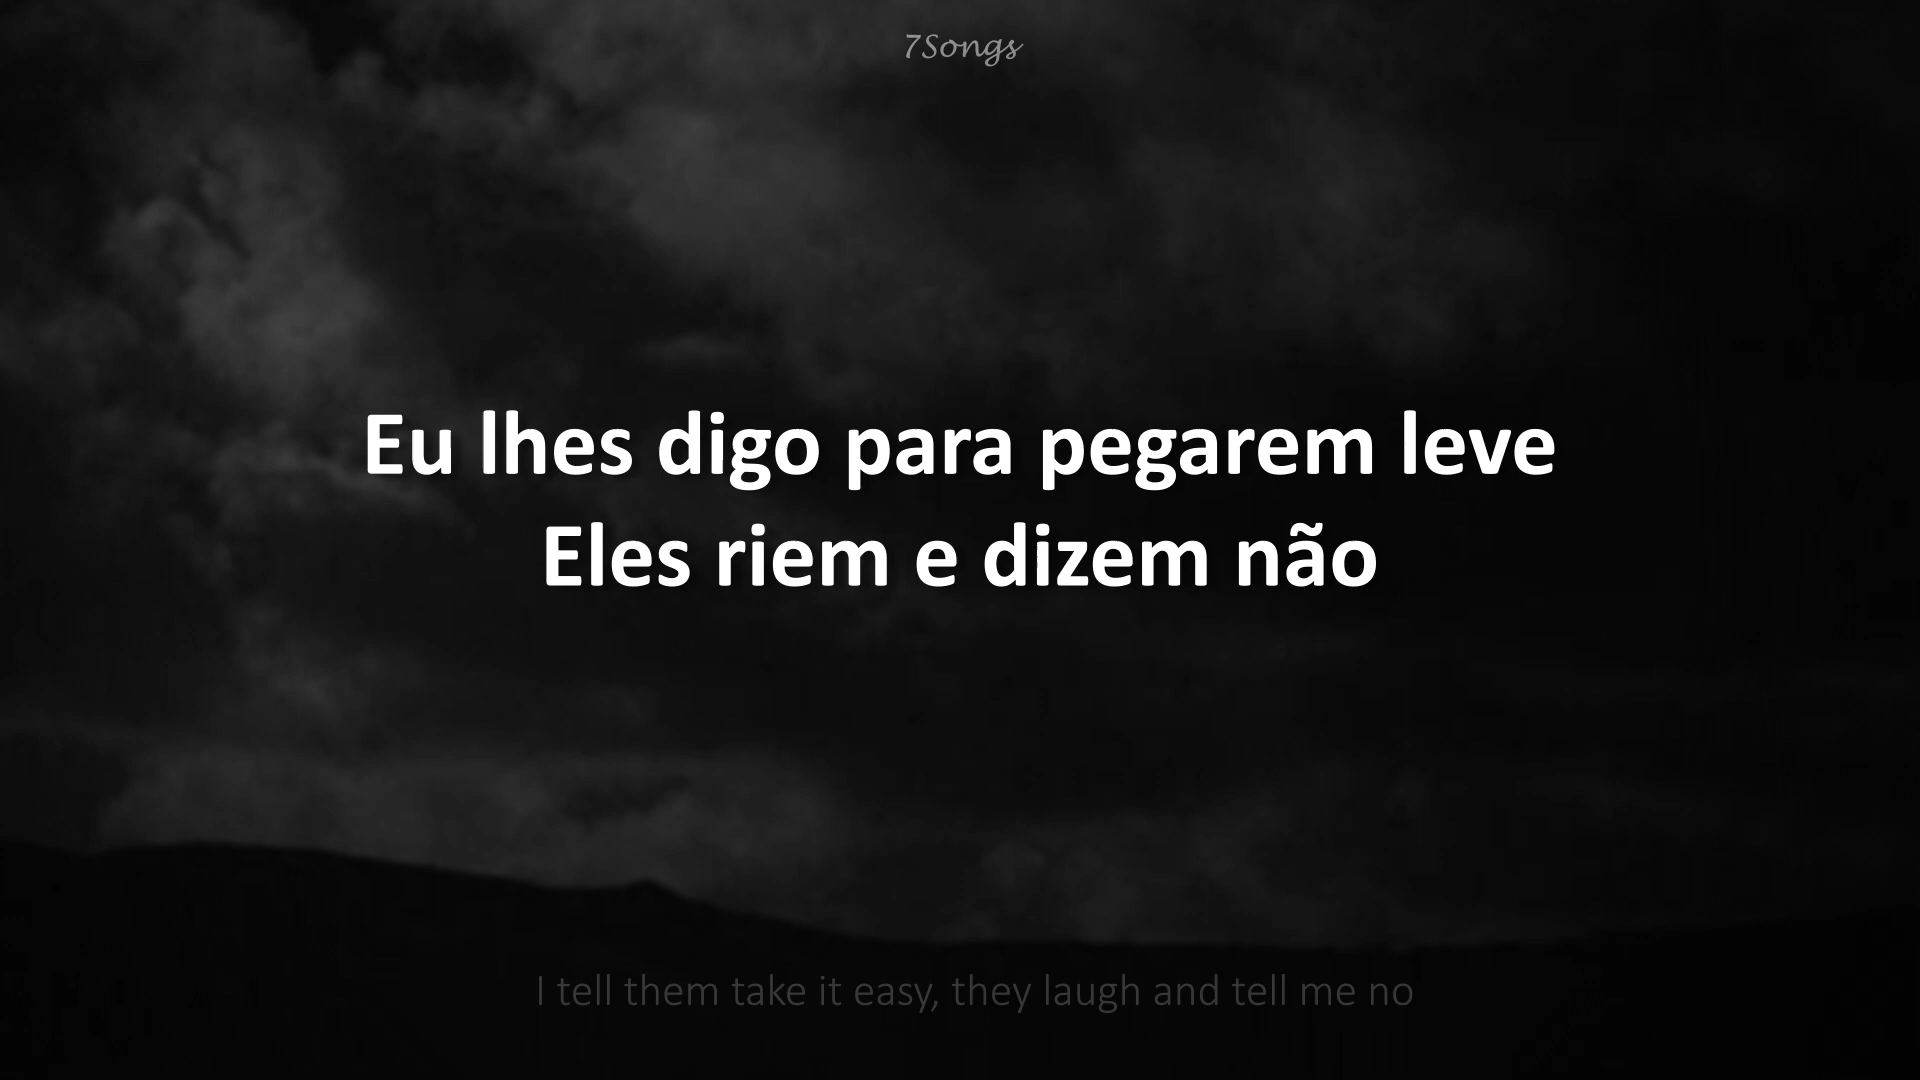 7Songs
Eu lhes digo para pegarem leve
Eles riem e dizem não
I tell them take it easy, they laugh and tell me no